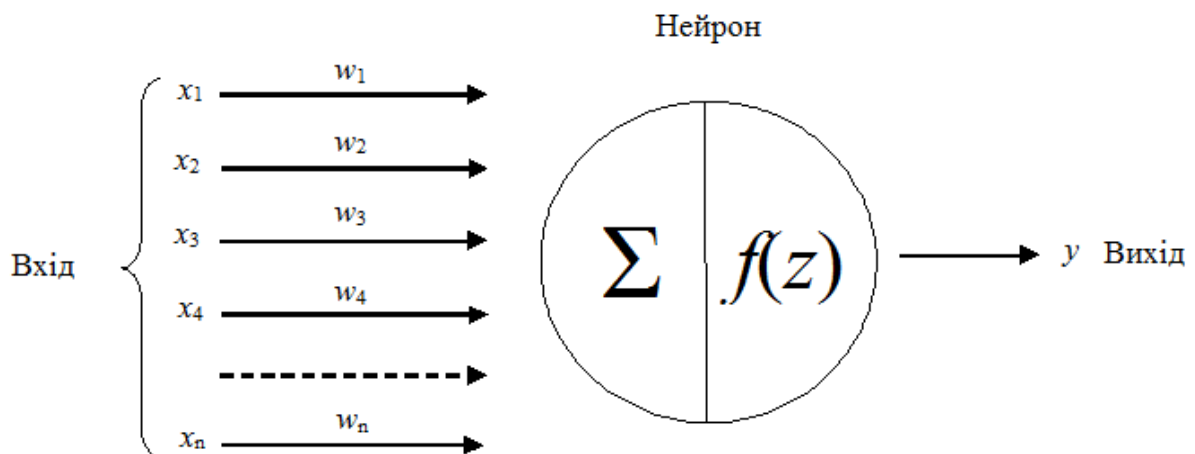 Нейрон
x1 w1
x2 w2
x3 w3
Вхід
x4 w4
xn wn
Σ f(z)
y Вихід